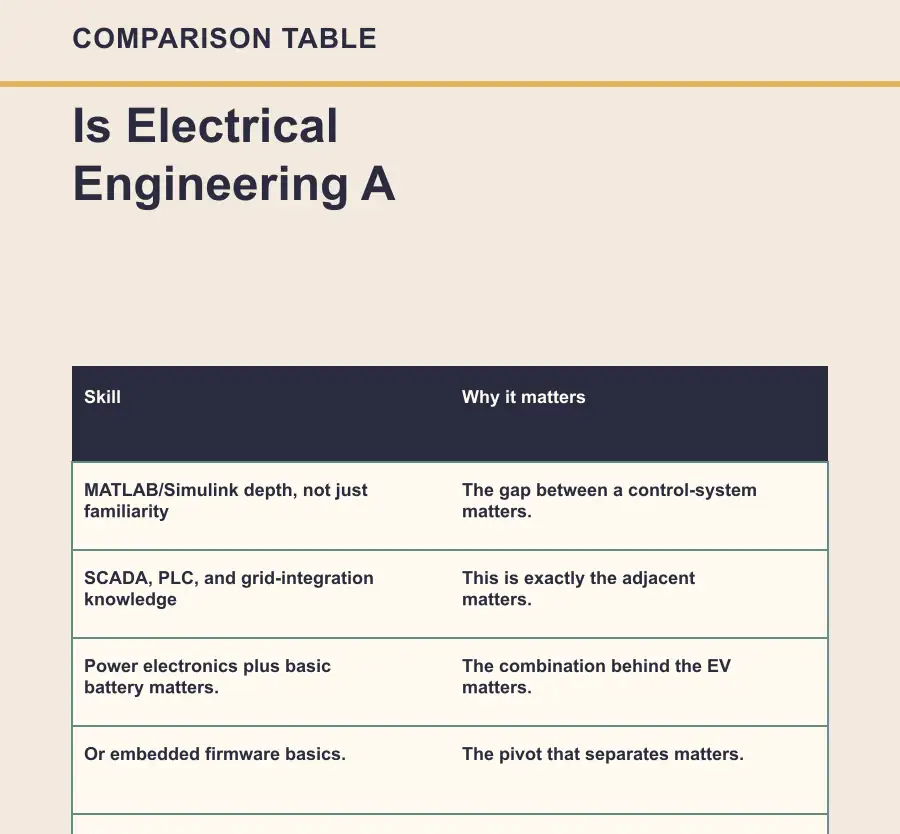 COMPARISON TABLE
Is Electrical
Engineering A
Skill
Why it matters
MATLAB/Simulink depth, not just
familiarity
The gap between a control-system
matters.
SCADA, PLC, and grid-integration
knowledge
This is exactly the adjacent
matters.
Power electronics plus basic
battery matters.
The combination behind the EV
matters.
Or embedded firmware basics.
The pivot that separates matters.